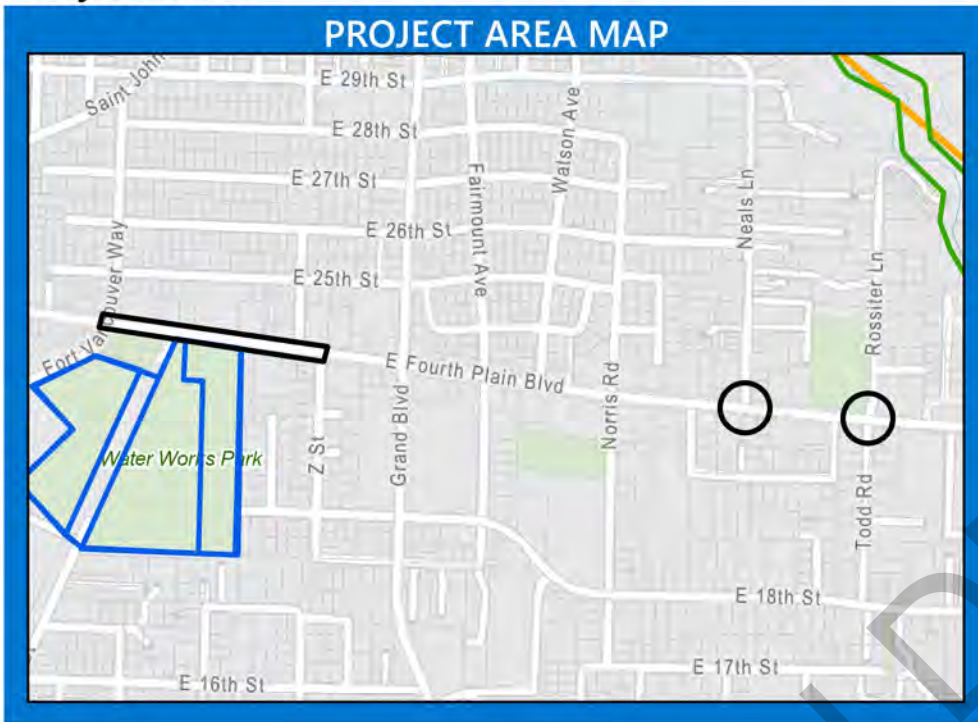 PROJECT AREA MAP
Saint John
E 29th St
E 28th St
Watson Ave
E 27th St
Fairmount Ave
Neals Ln
E 26th St
Fort Vancouver Way
E 25th St
Rossiter Ln
E Fourth Plain Blvd
Norris Rd
Grand Blvd
Z St
Water Works Park
Todd Rd
E 18th St
E 17th St
E 16th St